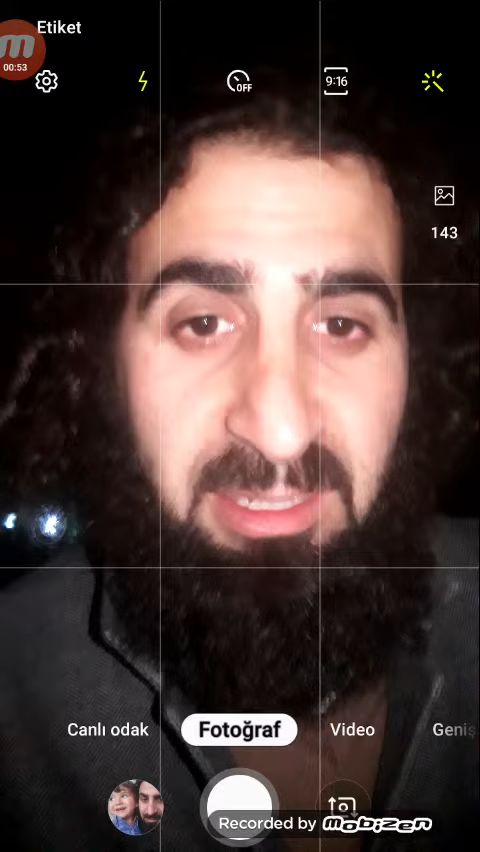 Etiket
m
00:53
OFF
9:16
143
Canlı odak
Fotoğraf
Video
Geniş
Recorded by mobizen